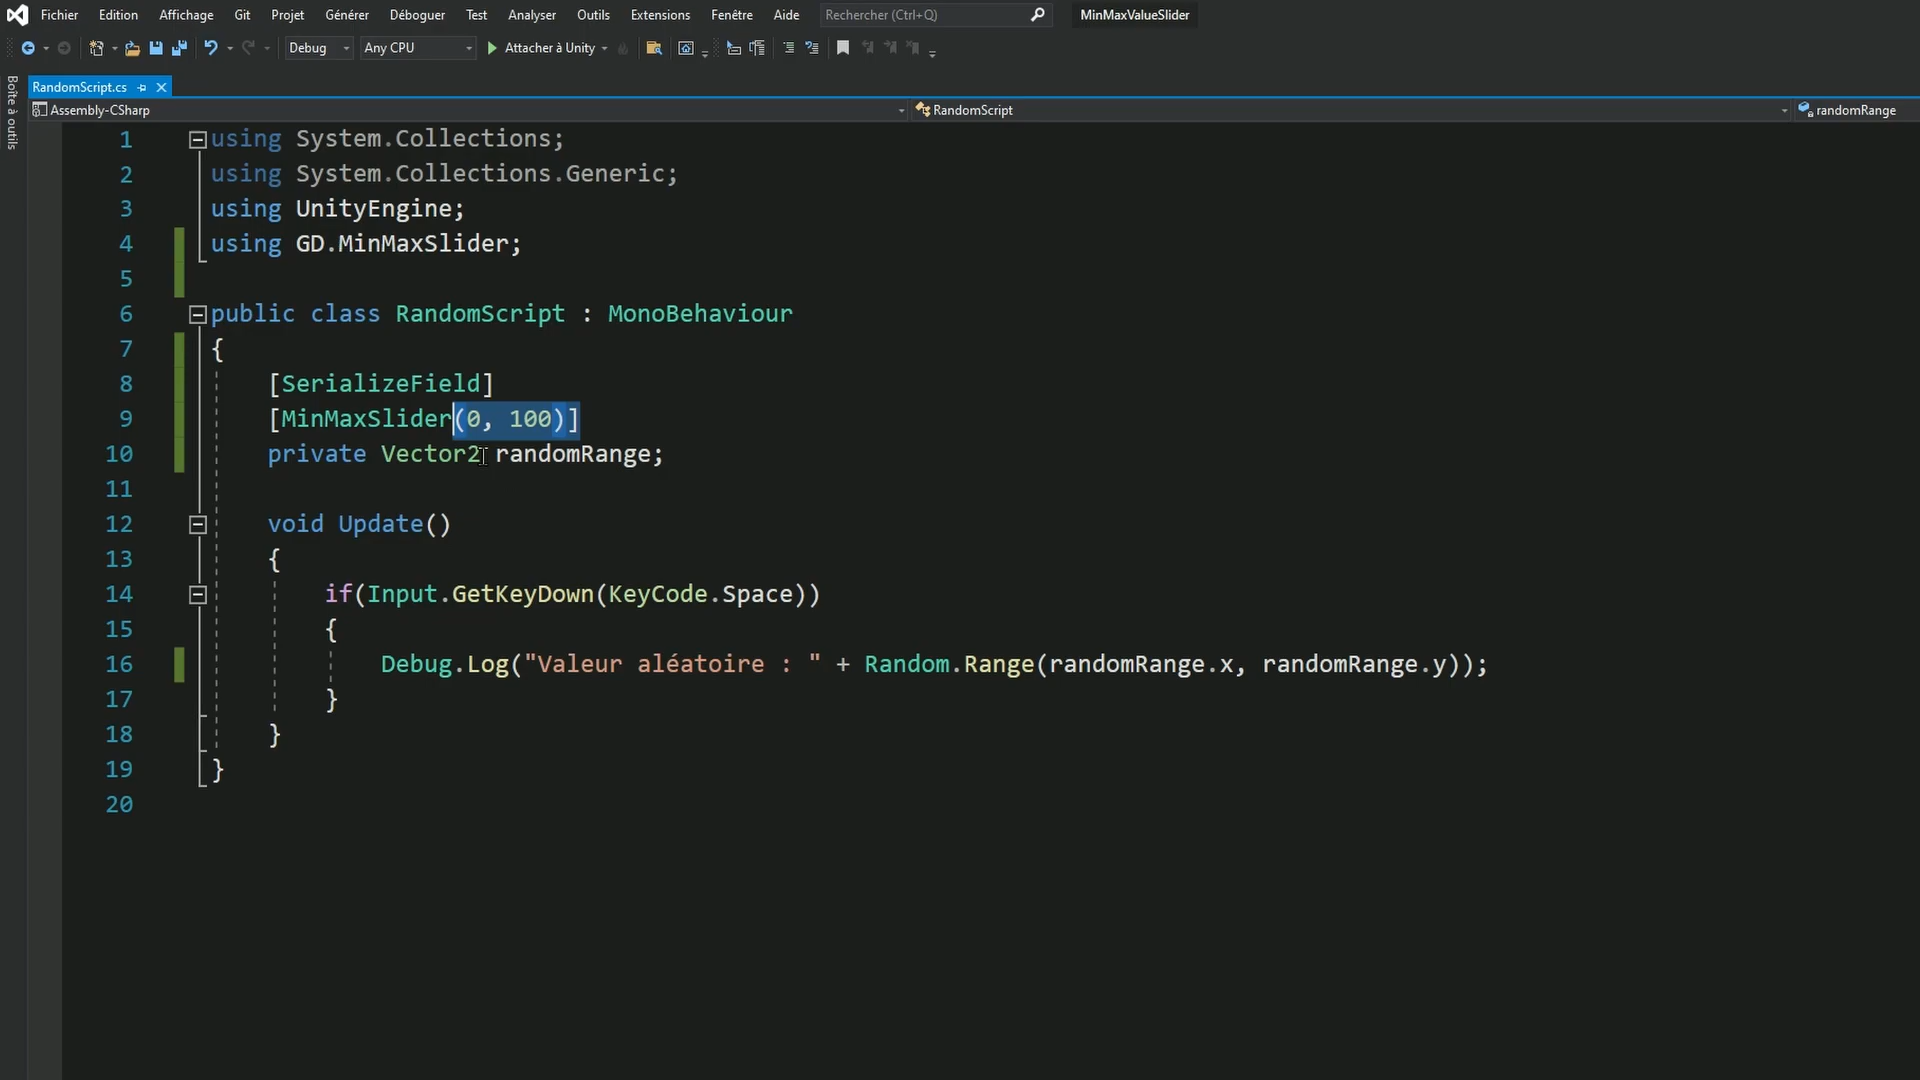 Fichier Edition Affichage Git Projet Générer Déboguer Test Analyser Outils Extensions Fenêtre Aide Rechercher (Ctrl+Q) MinMaxValueSlider
Debug Any CPU Attacher à Unity
Boîte à outils
RandomScript.cs
Assembly-CSharp RandomScript randomRange
1 using System.Collections;
2 using System.Collections.Generic;
3 using UnityEngine;
4 using GD.MinMaxSlider;
5
6 public class RandomScript : MonoBehaviour
7 {
8 [SerializeField]
9 [MinMaxSlider(0, 100)]
10 private Vector2 randomRange;
11
12 void Update()
13 {
14 if(Input.GetKeyDown(KeyCode.Space))
15 {
16 Debug.Log("Valeur aléatoire : " + Random.Range(randomRange.x, randomRange.y));
17 }
18 }
19 }
20